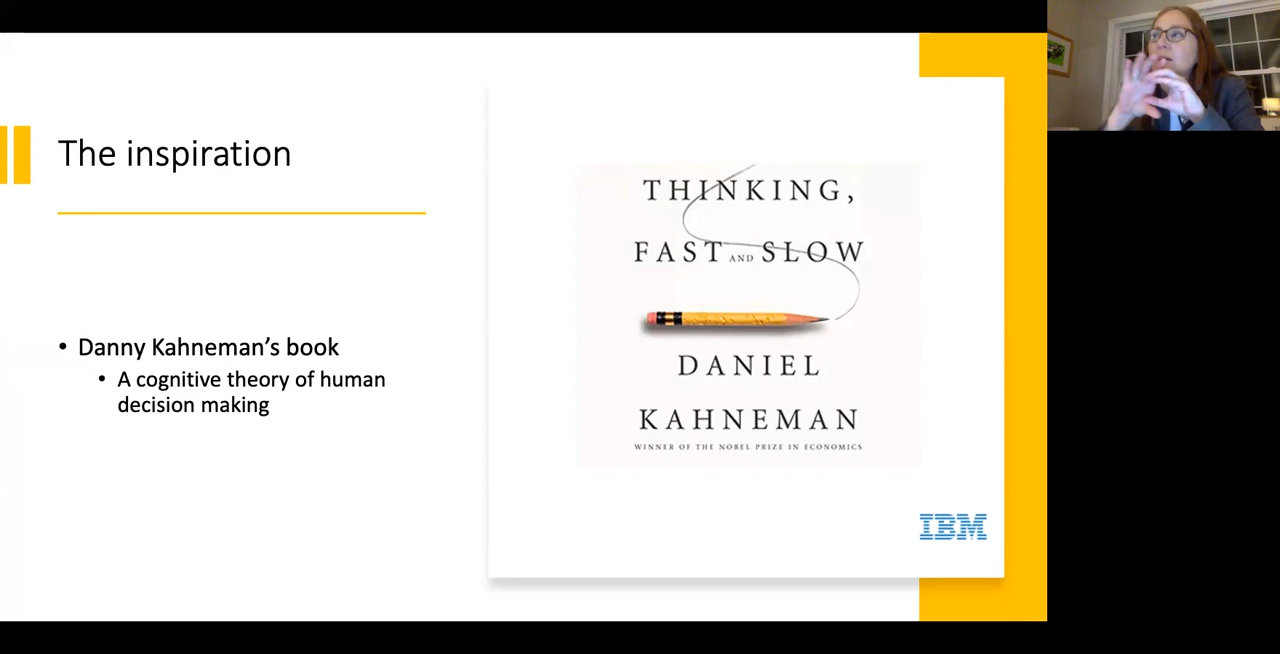 The inspiration
• Danny Kahneman's book
• A cognitive theory of human
decision making
THINKING,
FAST AND SLOW
DANIEL
KAHNEMAN
WINNER OF THE NOBEL PRIZE IN ECONOMICS
IBM